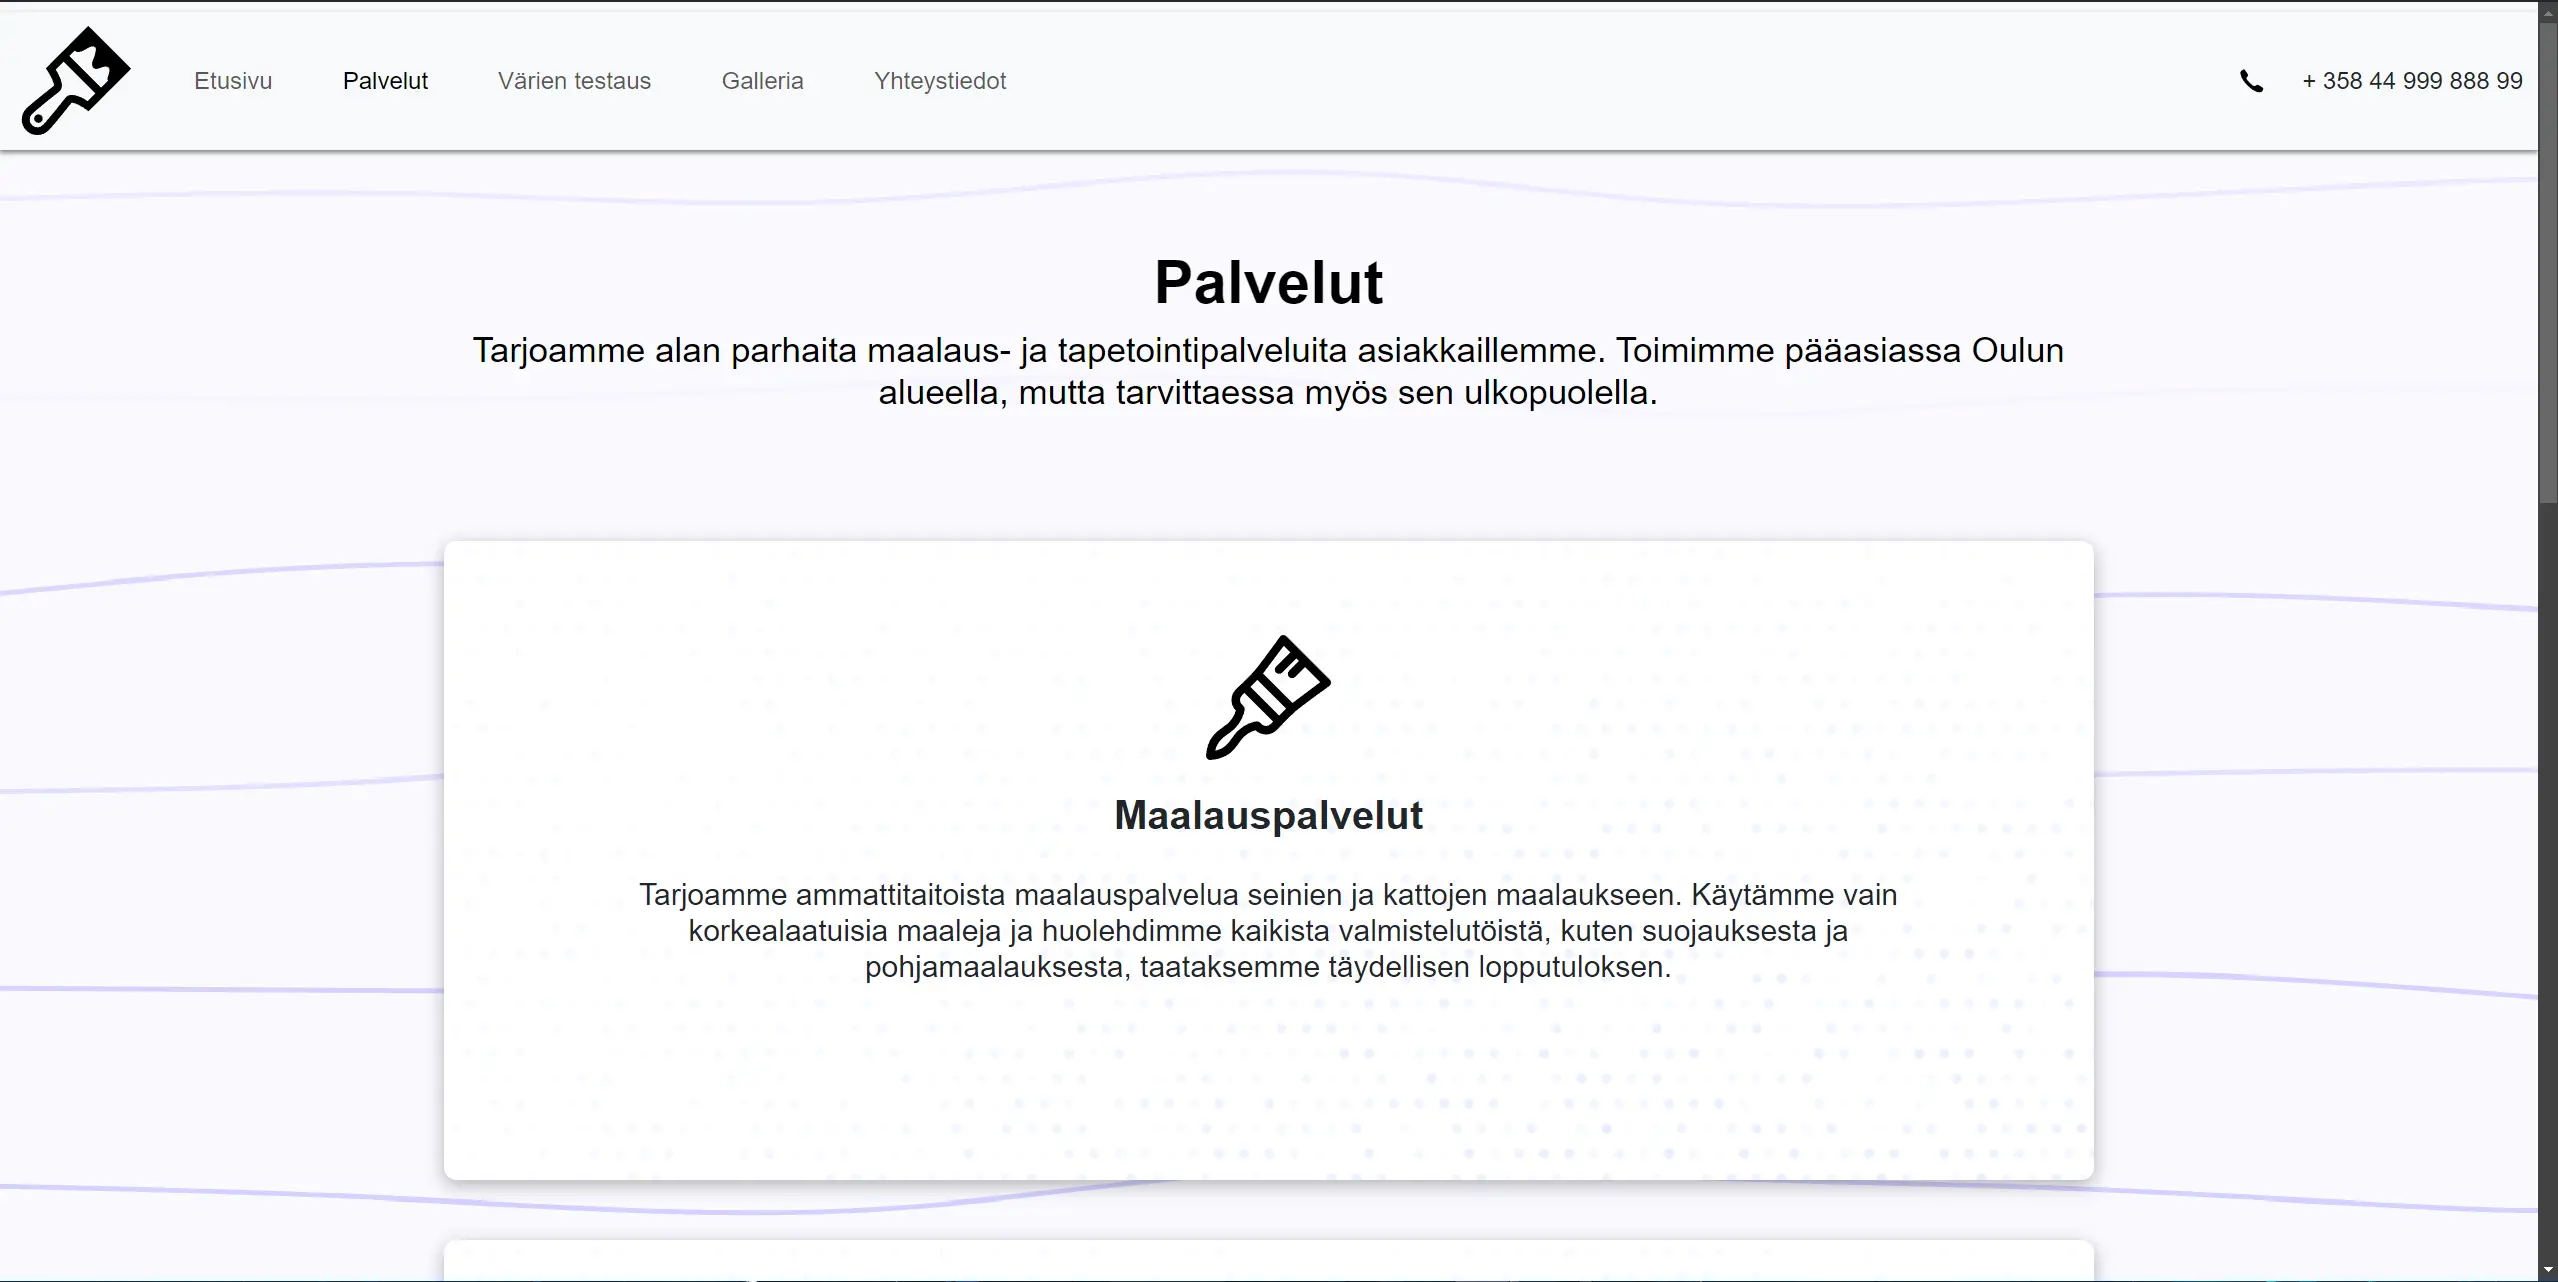 Etusivu
Palvelut
Värien testaus
Galleria
Yhteystiedot
+ 358 44 999 888 99
Palvelut
Tarjoamme alan parhaita maalaus- ja tapetointipalveluita asiakkaillemme. Toimimme pääasiassa Oulun
alueella, mutta tarvittaessa myös sen ulkopuolella.
Maalauspalvelut
Tarjoamme ammattitaitoista maalauspalvelua seinien ja kattojen maalaukseen. Käytämme vain
korkealaatuisia maaleja ja huolehdimme kaikista valmistelutöistä, kuten suojauksesta ja
pohjamaalauksesta, taataksemme täydellisen lopputuloksen.